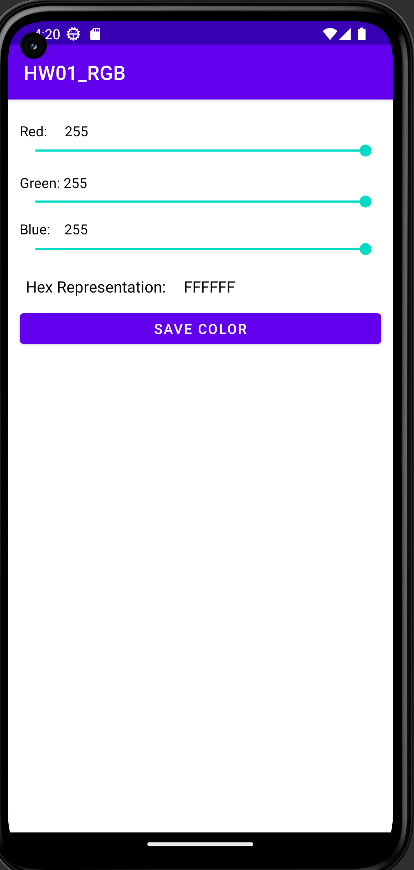 4:20
HW01_RGB
Red: 255
Green: 255
Blue: 255
Hex Representation: FFFFFF
SAVE COLOR